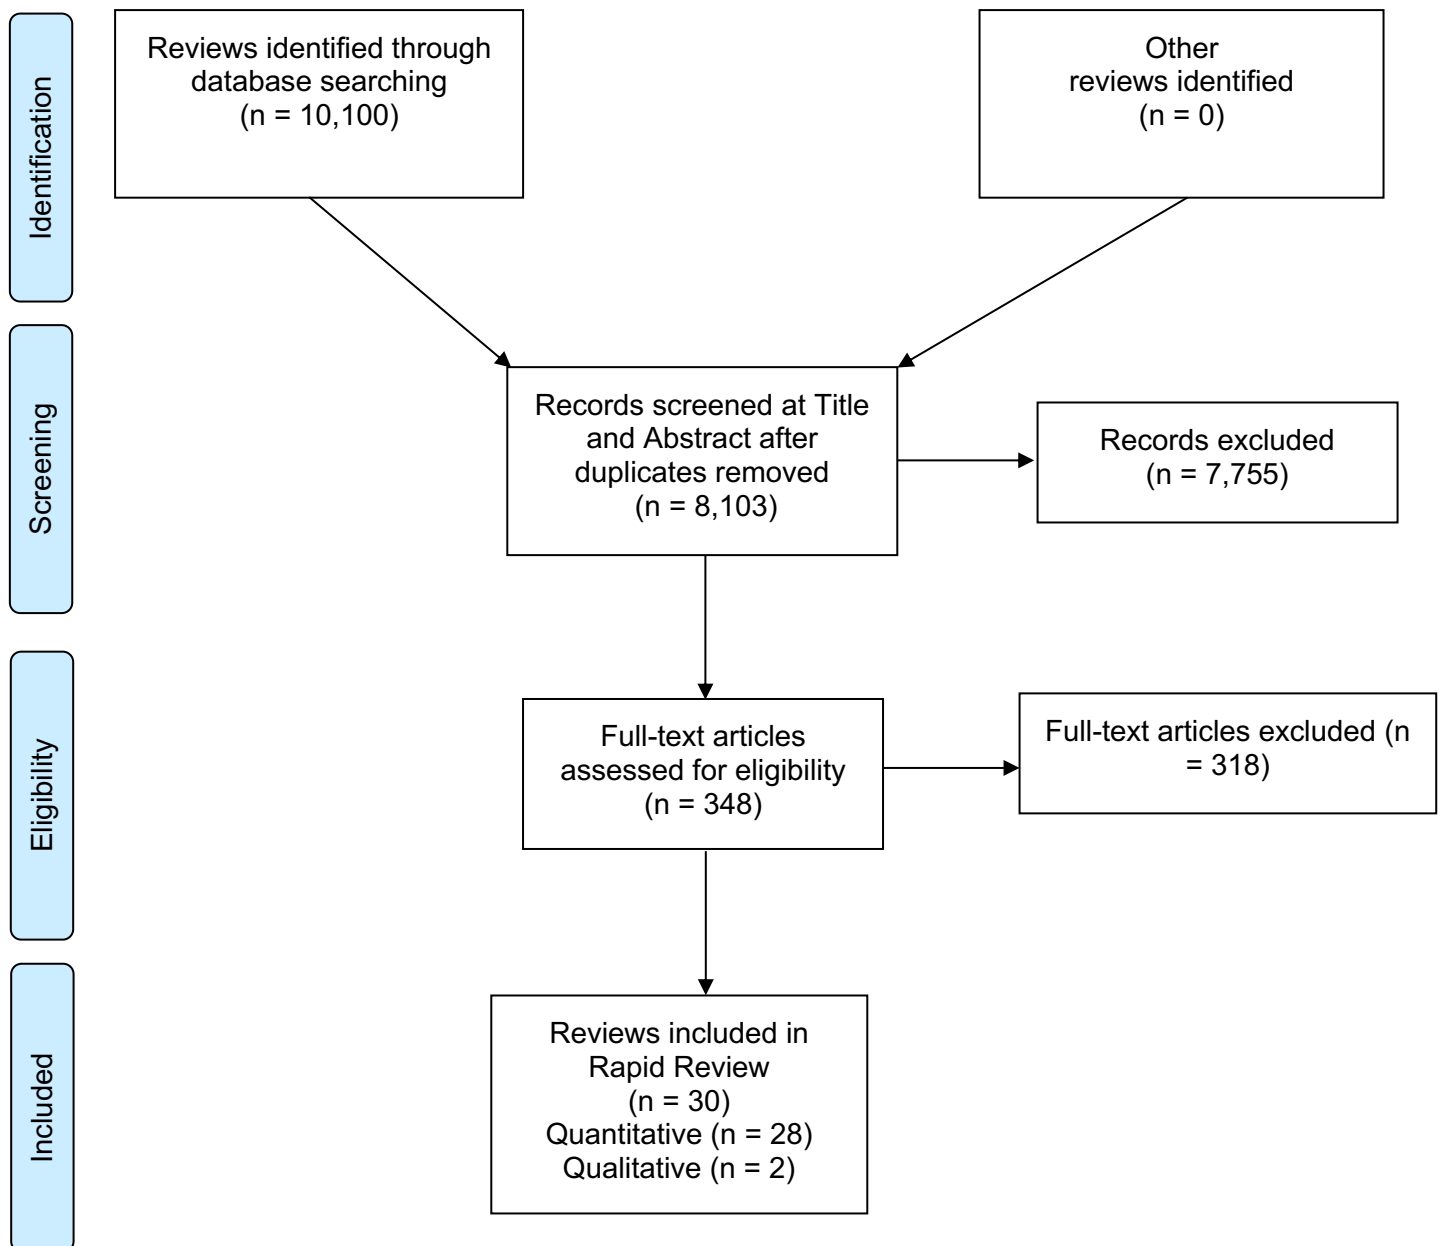 Identification
Reviews identified through
database searching
(n = 10,100)
Other
reviews identified
(n = 0)
Screening
Records screened at Title
and Abstract after
duplicates removed
(n = 8,103)
Records excluded
(n = 7,755)
Eligibility
Full-text articles
assessed for eligibility
(n = 348)
Full-text articles excluded (n
= 318)
Included
Reviews included in
Rapid Review
(n = 30)
Quantitative (n = 28)
Qualitative (n = 2)